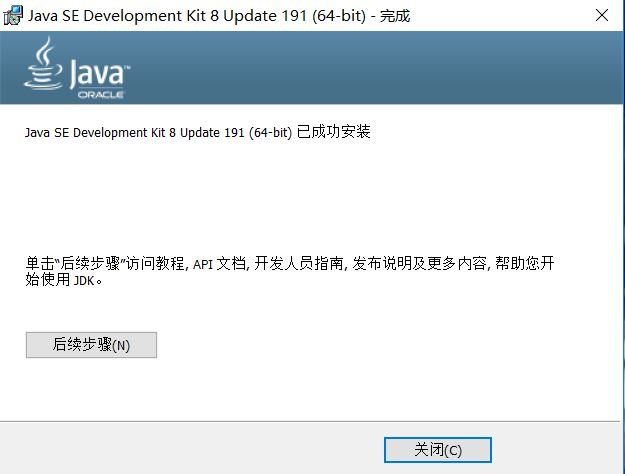 Java SE Development Kit 8 Update 191 (64-bit) - 完成
Java™
ORACLE
Java SE Development Kit 8 Update 191 (64-bit) 已成功安装
单击“后续步骤”访问教程, API 文档, 开发人员指南, 发布说明及更多内容, 帮助您开
始使用 JDK。
后续步骤(N)
关闭(C)